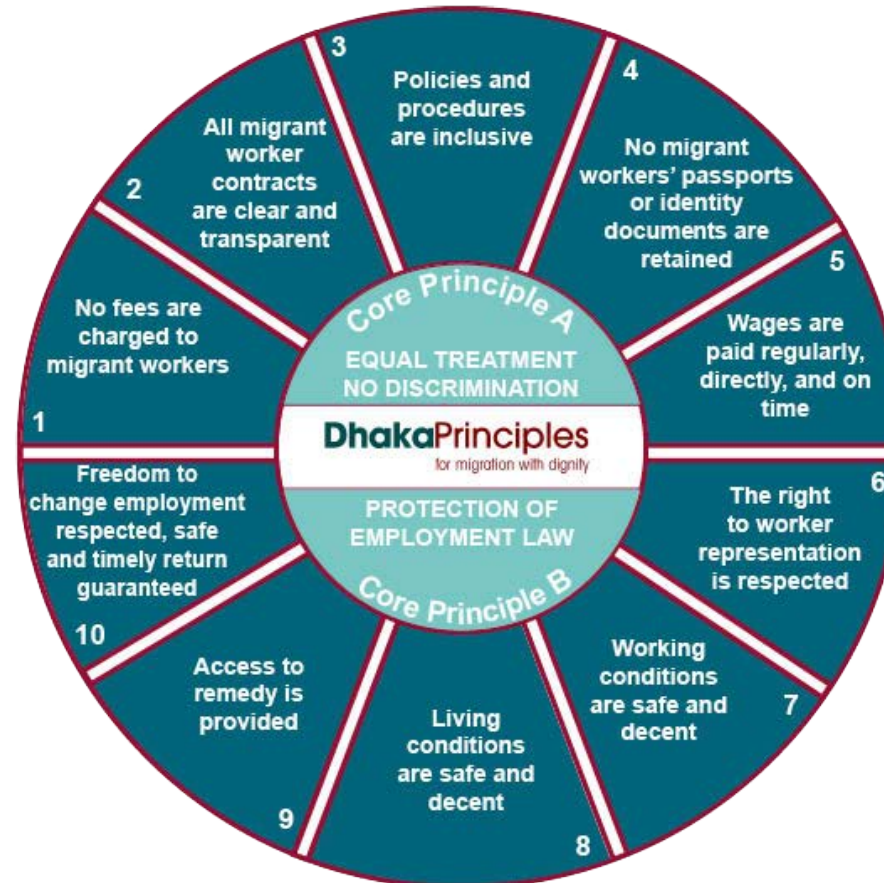 1
No fees are
charged to
migrant workers
2
All migrant
worker
contracts
are clear and
transparent
3
Policies and
procedures
are inclusive
4
No migrant
workers' passports
or identity
documents are
retained
5
Wages are
paid regularly,
directly, and on
time
6
The right
to worker
representation
is respected
7
Working
conditions
are safe and
decent
8
Living
conditions
are safe and
decent
9
Access to
remedy is
provided
10
Freedom to
change employment
respected, safe
and timely return
guaranteed
Core Principle A
EQUAL TREATMENT
NO DISCRIMINATION
DhakaPrinciples
for migration with dignity
PROTECTION OF
EMPLOYMENT LAW
Core Principle B